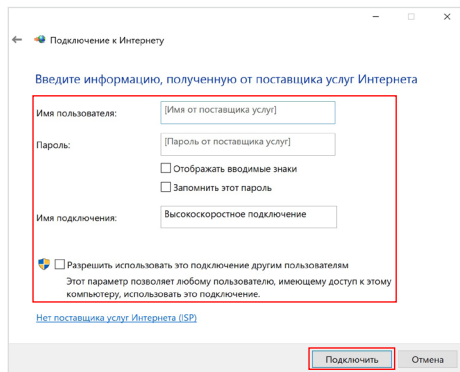 Подключение к Интернету
Введите информацию, полученную от поставщика услуг Интернета
Имя пользователя:
[Имя от поставщика услуг]
Пароль:
[Пароль от поставщика услуг]
Отображать вводимые знаки
Запомнить этот пароль
Имя подключения:
Высокоскоростное подключение
Разрешить использовать это подключение другим пользователям
Этот параметр позволяет любому пользователю, имеющему доступ к этому
компьютеру, использовать это подключение.
Нет поставщика услуг Интернета (ISP)
Подключить
Отмена